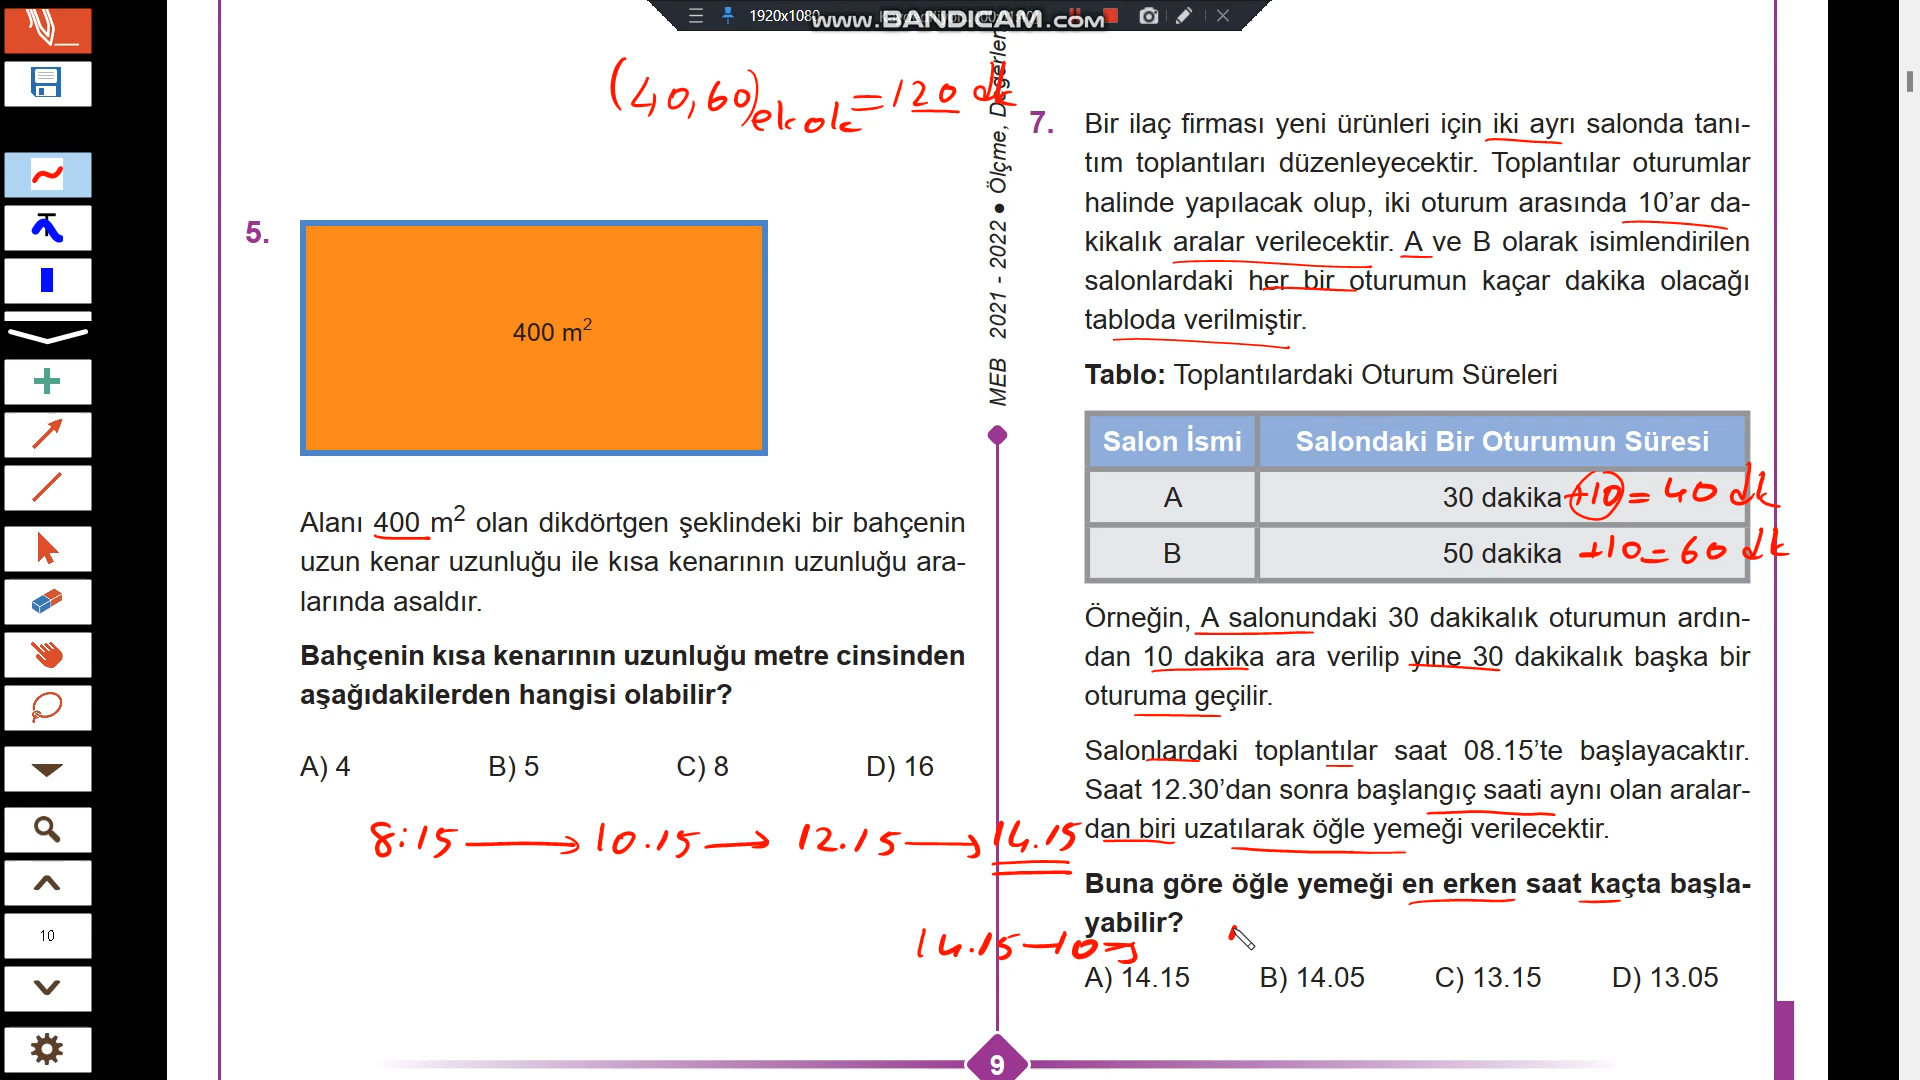 1920x1080
www.BANDICAM.com
(40,60)ekok = 120 dk
5.
400 m²
Alanı 400 m² olan dikdörtgen şeklindeki bir bahçenin
uzun kenar uzunluğu ile kısa kenarının uzunluğu ara-
larında asaldır.
Bahçenin kısa kenarının uzunluğu metre cinsinden
aşağıdakilerden hangisi olabilir?
A) 4 B) 5 C) 8 D) 16
8:15 → 10.15 → 12.15 → 14.15
14.15-10=
MEB 2021 - 2022 ● Ölçme, Değerlen
7.
Bir ilaç firması yeni ürünleri için iki ayrı salonda tanı-
tım toplantıları düzenleyecektir. Toplantılar oturumlar
halinde yapılacak olup, iki oturum arasında 10’ar da-
kikalık aralar verilecektir. A ve B olarak isimlendirilen
salonlardaki her bir oturumun kaçar dakika olacağı
tabloda verilmiştir.
Tablo: Toplantılardaki Oturum Süreleri
Salon İsmi Salondaki Bir Oturumun Süresi
A 30 dakika +10 = 40 dk
B 50 dakika +10 = 60 dk
Örneğin, A salonundaki 30 dakikalık oturumun ardın-
dan 10 dakika ara verilip yine 30 dakikalık başka bir
oturuma geçilir.
Salonlardaki toplantılar saat 08.15’te başlayacaktır.
Saat 12.30’dan sonra başlangıç saati aynı olan aralar-
dan biri uzatılarak öğle yemeği verilecektir.
Buna göre öğle yemeği en erken saat kaçta başla-
yabilir?
A) 14.15 B) 14.05 C) 13.15 D) 13.05
9
10